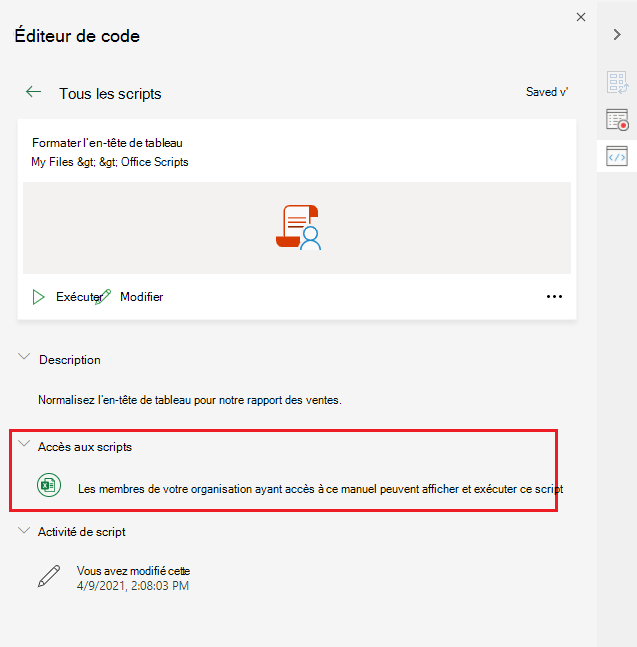 Éditeur de code
Tous les scripts
Saved v'
Formater l'en-tête de tableau
My Files &gt; &gt; Office Scripts
Exécuter
Modifier
Description
Normalisez l'en-tête de tableau pour notre rapport des ventes.
Accès aux scripts
Les membres de votre organisation ayant accès à ce manuel peuvent afficher et exécuter ce script
Activité de script
Vous avez modifié cette
4/9/2021, 2:08:03 PM